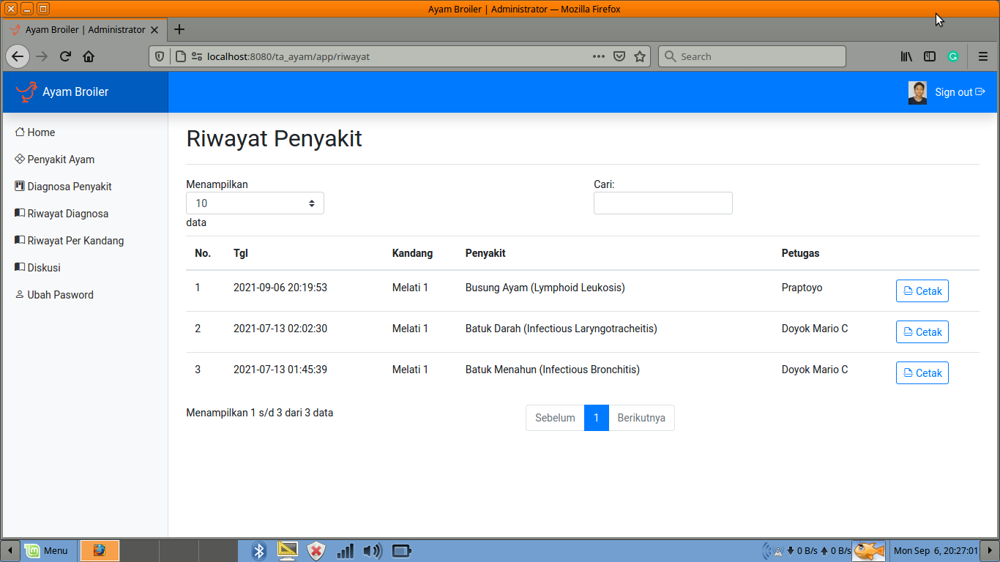 Ayam Broiler | Administrator — Mozilla Firefox
Ayam Broiler | Administrator
localhost:8080/ta_ayam/app/riwayat
Search
Ayam Broiler
Sign out
Home
Penyakit Ayam
Diagnosa Penyakit
Riwayat Diagnosa
Riwayat Per Kandang
Diskusi
Ubah Pasword
Riwayat Penyakit
Menampilkan
10
data
Cari:
No. Tgl Kandang Penyakit Petugas
1 2021-09-06 20:19:53 Melati 1 Busung Ayam (Lymphoid Leukosis) Praptoyo Cetak
2 2021-07-13 02:02:30 Melati 1 Batuk Darah (Infectious Laryngotracheitis) Doyok Mario C Cetak
3 2021-07-13 01:45:39 Melati 1 Batuk Menahun (Infectious Bronchitis) Doyok Mario C Cetak
Menampilkan 1 s/d 3 dari 3 data
Sebelum 1 Berikutnya
Menu
0 B/s 0 B/s
Mon Sep 6, 20:27:01